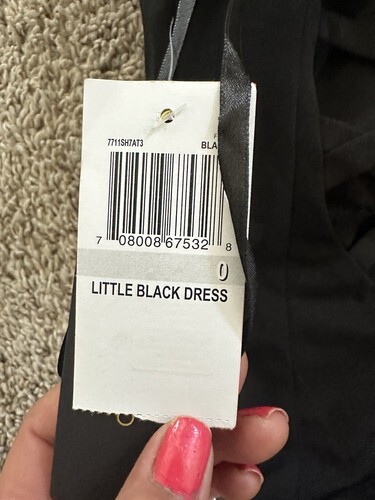 7711SH7AT3
BLA
7 08008 67532 8
0
LITTLE BLACK DRESS